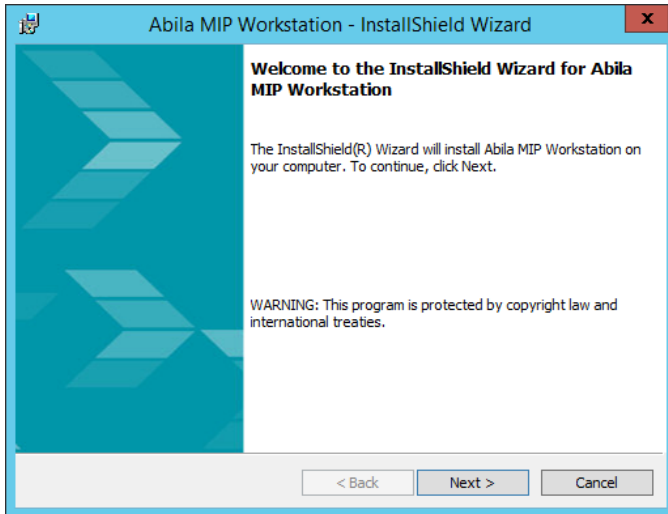 Abila MIP Workstation - InstallShield Wizard
x
Welcome to the InstallShield Wizard for Abila
MIP Workstation
The InstallShield(R) Wizard will install Abila MIP Workstation on
your computer. To continue, click Next.
WARNING: This program is protected by copyright law and
international treaties.
< Back
Next >
Cancel